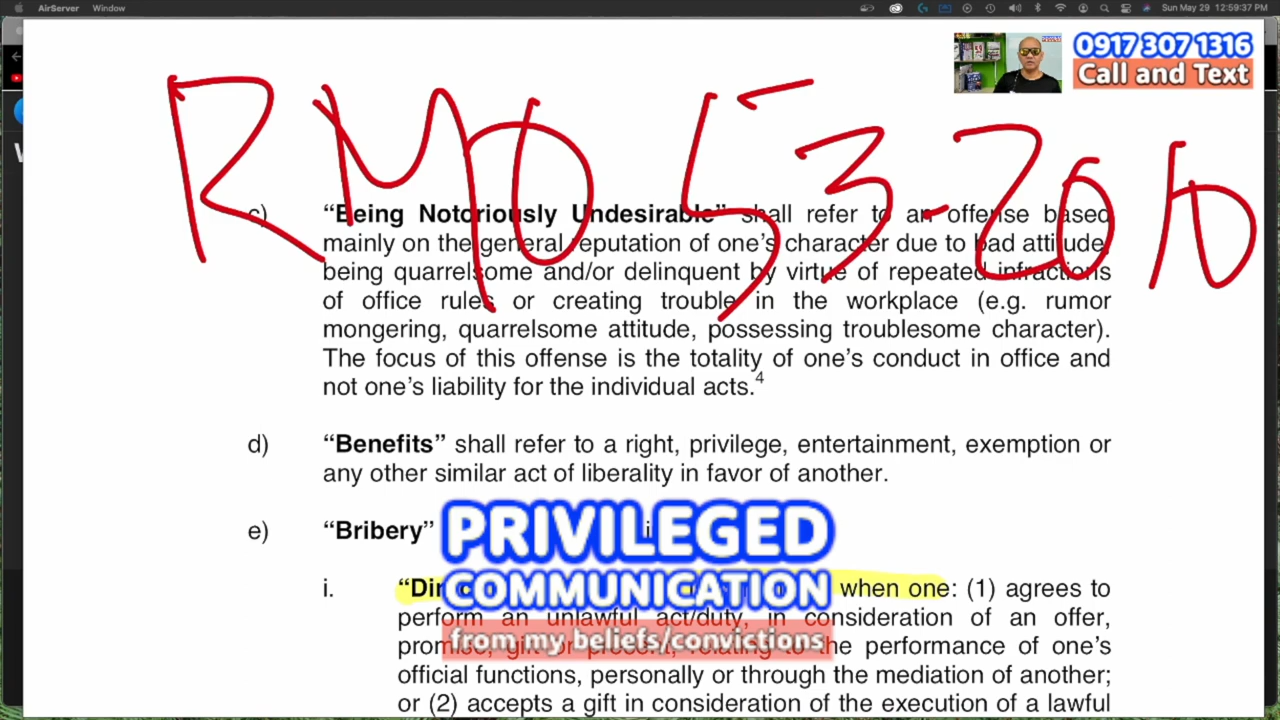 AirServer Window Sun May 29 12:59:37 PM
0917 307 1316
Call and Text
RMO 53-2010
c) “Being Notoriously Undesirable” shall refer to an offense based
mainly on the general reputation of one’s character due to bad attitude,
being quarrelsome and/or delinquent by virtue of repeated infractions
of office rules or creating trouble in the workplace (e.g. rumor
mongering, quarrelsome attitude, possessing troublesome character).
The focus of this offense is the totality of one’s conduct in office and
not one’s liability for the individual acts.4
d) “Benefits” shall refer to a right, privilege, entertainment, exemption or
any other similar act of liberality in favor of another.
e) “Bribery”
PRIVILEGED
i. when one: (1) agrees to
COMMUNICATION
perform an unlawful act/duty, in consideration of an offer,
from my beliefs/convictions
the performance of one’s
official functions, personally or through the mediation of another;
or (2) accepts a gift in consideration of the execution of a lawful